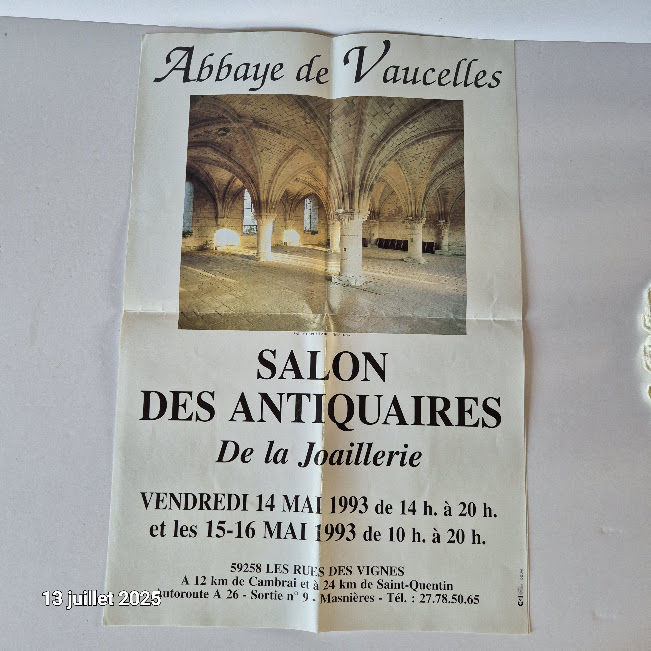 Abbaye de Vaucelles
SALON
DES ANTIQUAIRES
De la Joaillerie
VENDREDI 14 MAI 1993 de 14 h. à 20 h.
et les 15-16 MAI 1993 de 10 h. à 20 h.
59258 LES RUES DES VIGNES
A 12 km de Cambrai et à 24 km de Saint-Quentin
Autoroute A 26 - Sortie n° 9 - Masnières - Tél. : 27.78.50.65
13 juillet 2025